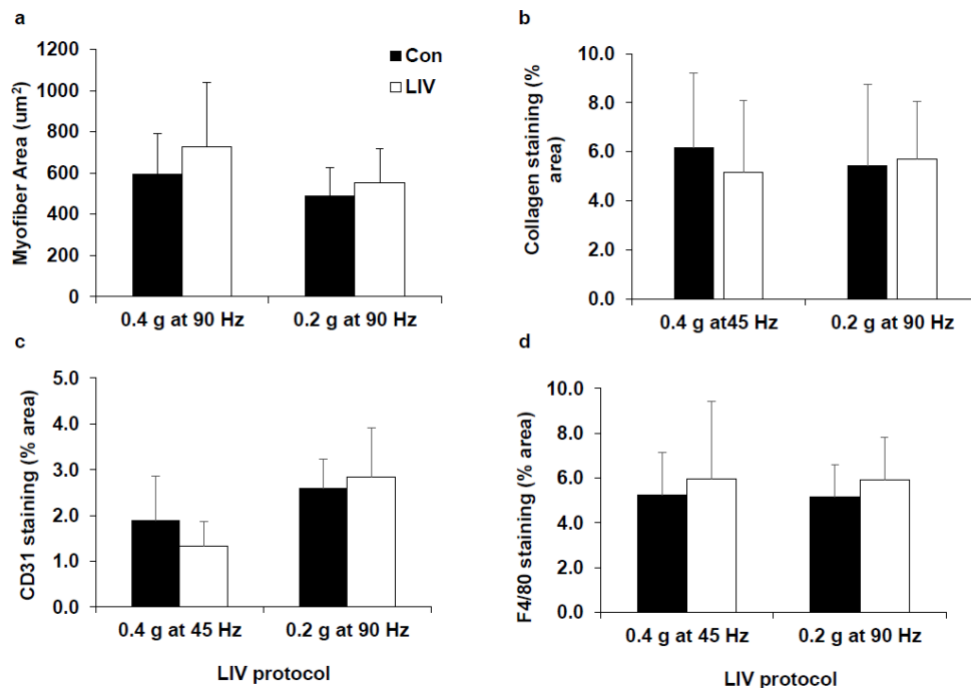 a
Myofiber Area (um²)
1200
1000
800
600
400
200
0
Con
LIV
0.4 g at 90 Hz 0.2 g at 90 Hz
b
Collagen staining (%
area)
10.0
8.0
6.0
4.0
2.0
0.0
0.4 g at45 Hz 0.2 g at 90 Hz
c
CD31 staining (% area)
5.0
4.0
3.0
2.0
1.0
0.0
0.4 g at 45 Hz 0.2 g at 90 Hz
LIV protocol
d
F4/80 staining (% area)
10.0
8.0
6.0
4.0
2.0
0.0
0.4 g at 45 Hz 0.2 g at 90 Hz
LIV protocol